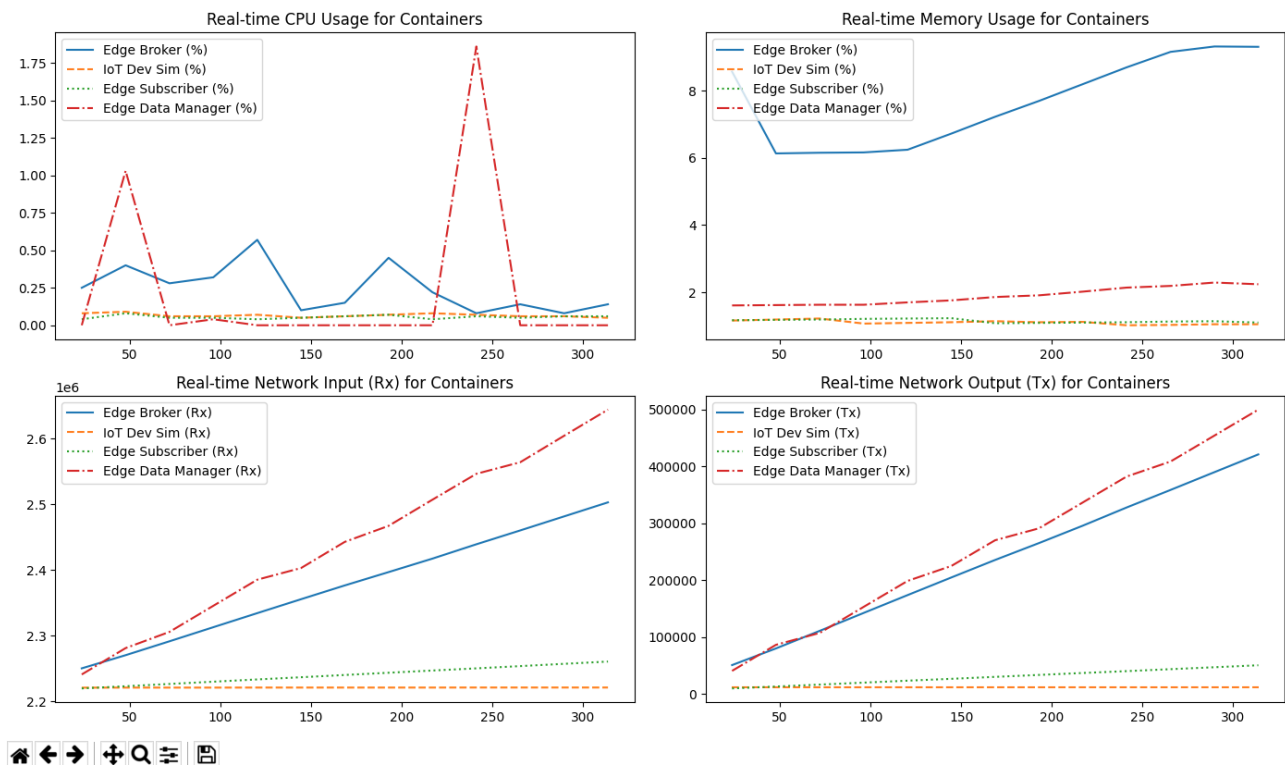 Real-time CPU Usage for Containers
1.75
1.50
1.25
1.00
0.75
0.50
0.25
0.00
Edge Broker (%)
IoT Dev Sim (%)
Edge Subscriber (%)
Edge Data Manager (%)
50 100 150 200 250 300
Real-time Memory Usage for Containers
8
6
4
2
Edge Broker (%)
IoT Dev Sim (%)
Edge Subscriber (%)
Edge Data Manager (%)
50 100 150 200 250 300
Real-time Network Input (Rx) for Containers
1e6
2.6
2.5
2.4
2.3
2.2
Edge Broker (Rx)
IoT Dev Sim (Rx)
Edge Subscriber (Rx)
Edge Data Manager (Rx)
50 100 150 200 250 300
Real-time Network Output (Tx) for Containers
500000
400000
300000
200000
100000
0
Edge Broker (Tx)
IoT Dev Sim (Tx)
Edge Subscriber (Tx)
Edge Data Manager (Tx)
50 100 150 200 250 300